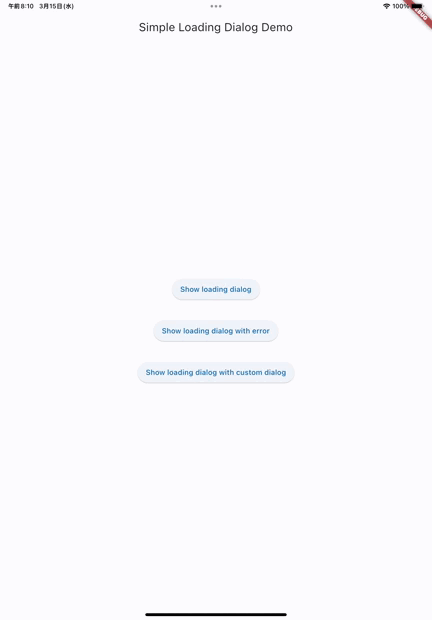 午前8:10 3月15日(水)
100%
Simple Loading Dialog Demo
Show loading dialog
Show loading dialog with error
Show loading dialog with custom dialog